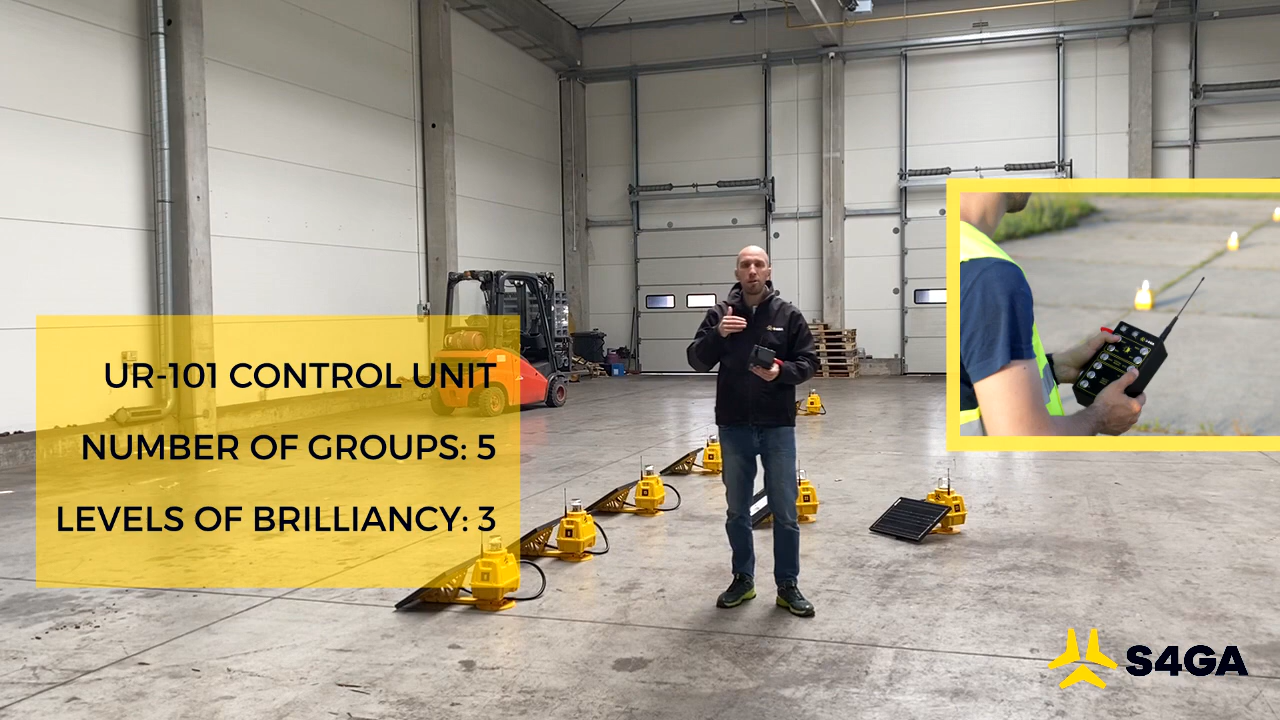 UR-101 CONTROL UNIT
NUMBER OF GROUPS: 5
LEVELS OF BRILLIANCY: 3
S4GA